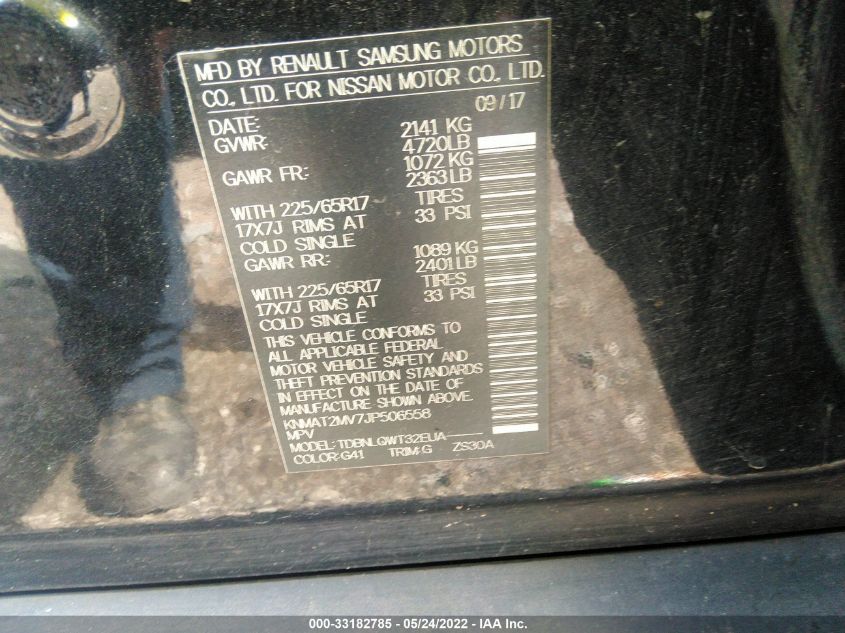 MFD BY RENAULT SAMSUNG MOTORS
CO., LTD. FOR NISSAN MOTOR CO., LTD.
09/17
DATE:
GVWR: 2141 KG
4720LB
GAWR FR: 1072 KG
2363LB
WITH 225/65R17 TIRES
17X7J RIMS AT 33 PSI
COLD SINGLE
GAWR RR: 1089 KG
2401LB
WITH 225/65R17 TIRES
17X7J RIMS AT 33 PSI
COLD SINGLE
THIS VEHICLE CONFORMS TO
ALL APPLICABLE FEDERAL
MOTOR VEHICLE SAFETY AND
THEFT PREVENTION STANDARDS
IN EFFECT ON THE DATE OF
MANUFACTURE SHOWN ABOVE.
KNMAT2MV7JP506558
MPV
MODEL: TDBNLQWT32EUA-----
COLOR:G41 TRIM:G ZS30A
000-33182785 - 05/24/2022 - IAA Inc.